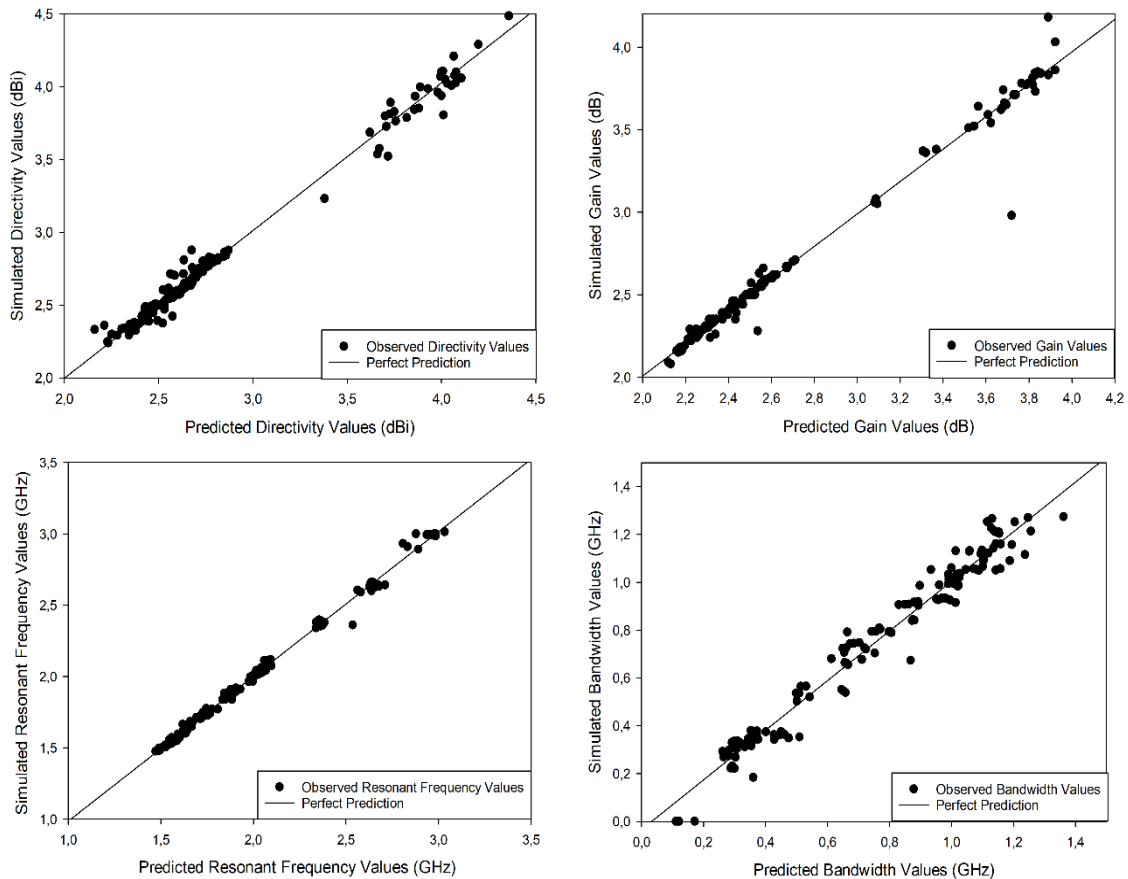 4,5
4,0
3,5
3,0
2,5
2,0
Simulated Directivity Values (dBi)
Observed Directivity Values
Perfect Prediction
2,0 2,5 3,0 3,5 4,0 4,5
Predicted Directivity Values (dBi)
4,0
3,5
3,0
2,5
2,0
Simulated Gain Values (dB)
Observed Gain Values
Perfect Prediction
2,0 2,2 2,4 2,6 2,8 3,0 3,2 3,4 3,6 3,8 4,0 4,2
Predicted Gain Values (dB)
3,5
3,0
2,5
2,0
1,5
1,0
Simulated Resonant Frequency Values (GHz)
Observed Resonant Frequency Values
Perfect Prediction
1,0 1,5 2,0 2,5 3,0 3,5
Predicted Resonant Frequency Values (GHz)
1,4
1,2
1,0
0,8
0,6
0,4
0,2
0,0
Simulated Bandwidth Values (GHz)
Observed Bandwidth Values
Perfect Prediction
0,0 0,2 0,4 0,6 0,8 1,0 1,2 1,4
Predicted Bandwidth Values (GHz)